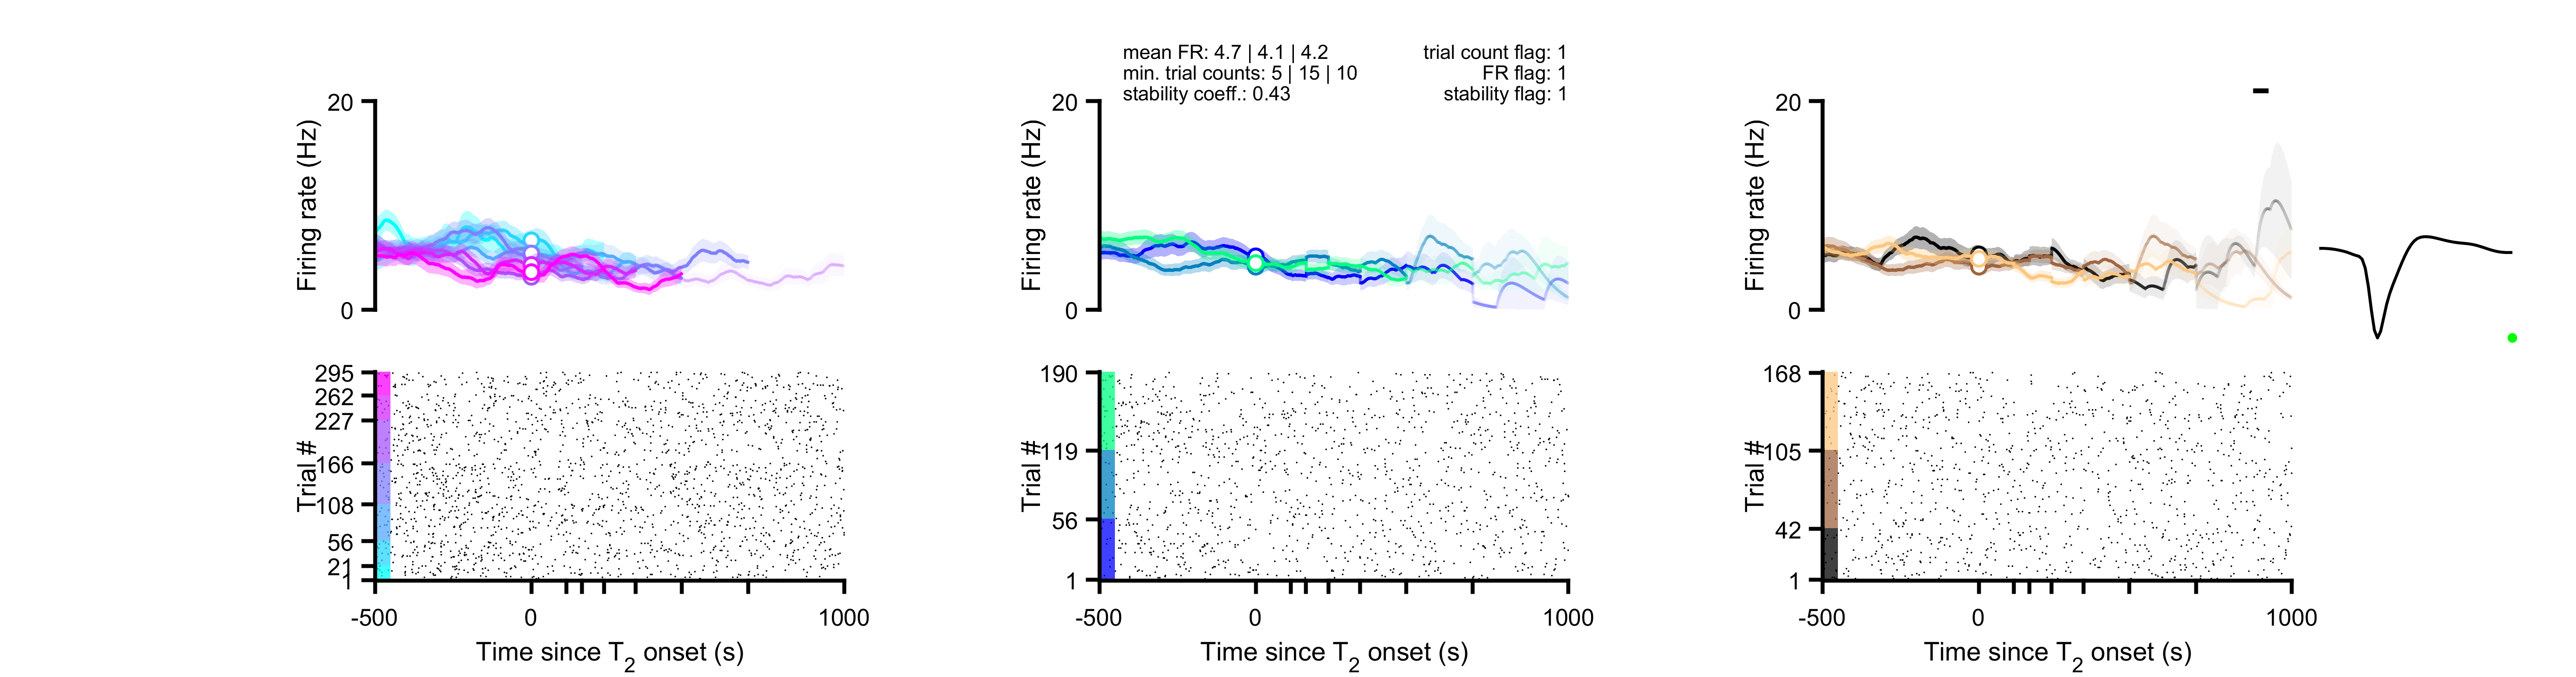 mean FR: 4.7 | 4.1 | 4.2
min. trial counts: 5 | 15 | 10
stability coeff.: 0.43
trial count flag: 1
FR flag: 1
stability flag: 1
20
0
Firing rate (Hz)
20
0
Firing rate (Hz)
20
0
Firing rate (Hz)
295
262
227
166
108
56
21
1
Trial #
-500
0
1000
Time since T2 onset (s)
190
119
56
1
Trial #
-500
0
1000
Time since T2 onset (s)
168
105
42
1
Trial #
-500
0
1000
Time since T2 onset (s)